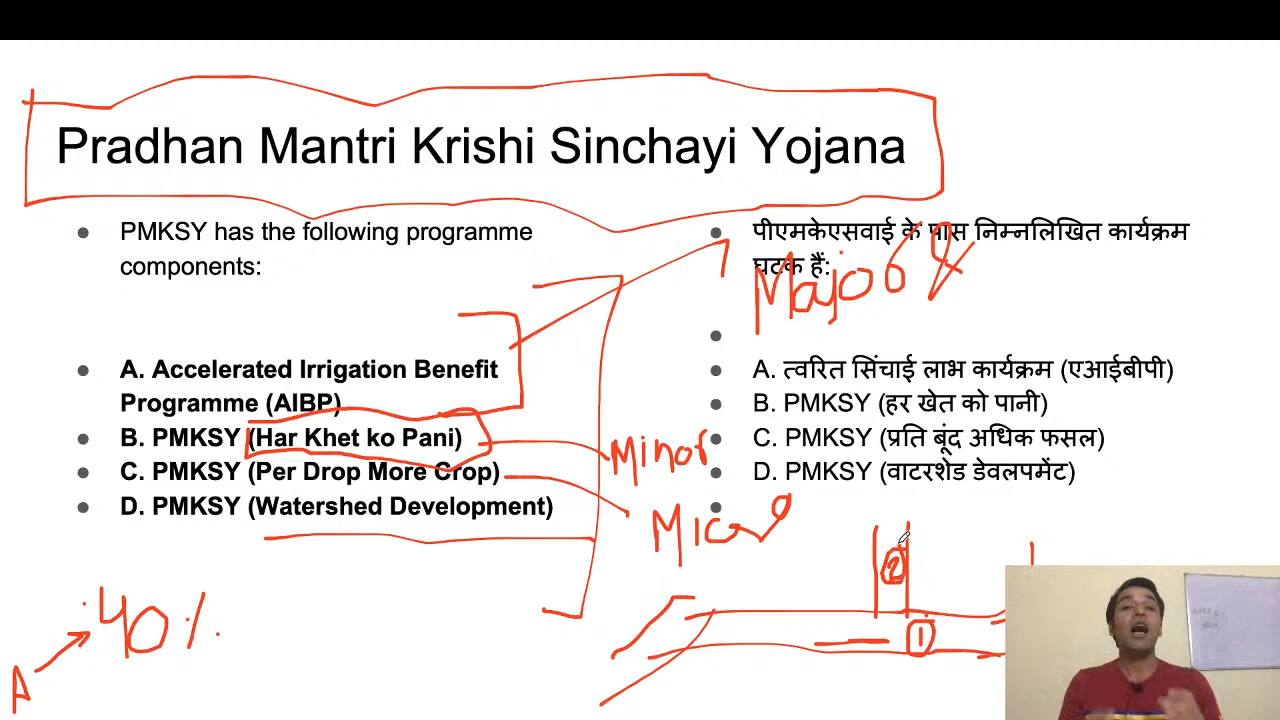 Pradhan Mantri Krishi Sinchayi Yojana
PMKSY has the following programme
components:
A. Accelerated Irrigation Benefit
Programme (AIBP)
B. PMKSY (Har Khet ko Pani)
C. PMKSY (Per Drop More Crop)
D. PMKSY (Watershed Development)
पीएमकेएसवाई के पास निम्नलिखित कार्यक्रम
घटक हैं:
A. त्वरित सिंचाई लाभ कार्यक्रम (एआईबीपी)
B. PMKSY (हर खेत को पानी)
C. PMKSY (प्रति बूंद अधिक फसल)
D. PMKSY (वाटरशेड डेवलपमेंट)
Minor
Micro
2
1
40%
A